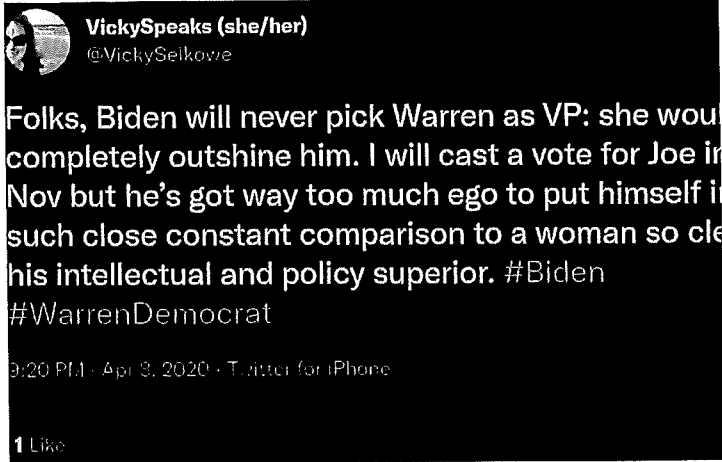 VickySpeaks (she/her)
@VickySelkowe
Folks, Biden will never pick Warren as VP: she woul
completely outshine him. I will cast a vote for Joe in
Nov but he's got way too much ego to put himself i
such close constant comparison to a woman so cle
his intellectual and policy superior. #Biden
#WarrenDemocrat
9:20 PM · Apr 8, 2020 · Twitter for iPhone
1 Like